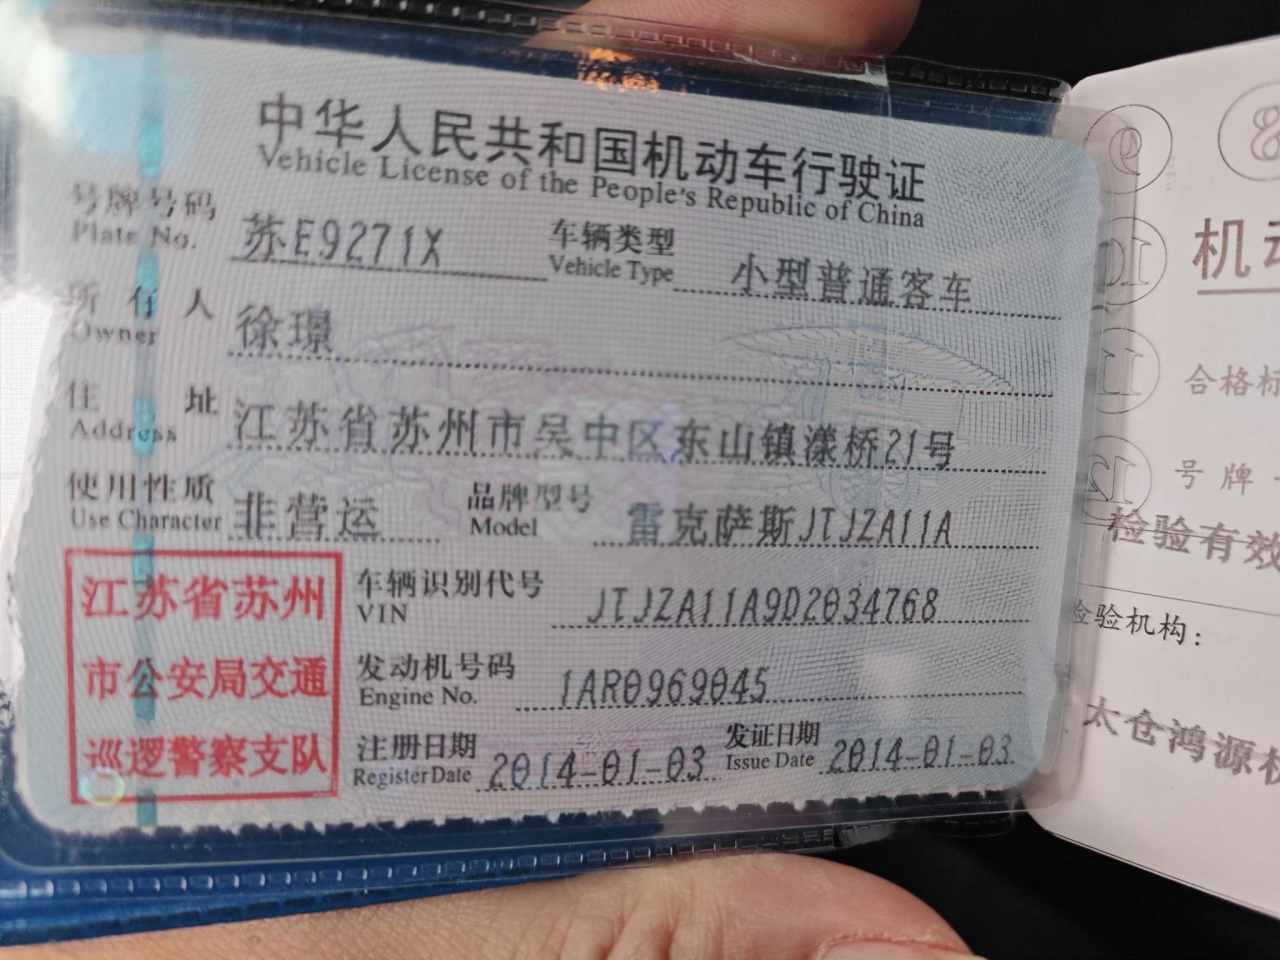 中华人民共和国机动车行驶证
Vehicle License of the People's Republic of China
号牌号码 苏E9271X 车辆类型 小型普通客车
Plate No. Vehicle Type
所有人 徐璟
Owner
住址 江苏省苏州市吴中区东山镇漾桥21号
Address
使用性质 非营运 品牌型号 雷克萨斯JTJZA11A
Use Character Model
江苏省苏州
市公安局交通
巡逻警察支队
车辆识别代号 JTJZA11A9D2034768
VIN
发动机号码 1AR0969045
Engine No.
注册日期 2014-01-03 发证日期 2014-01-03
Register Date Issue Date
9
8
10
11
12
机动
合格标
号牌
检验有效
检验机构:
太仓鸿源